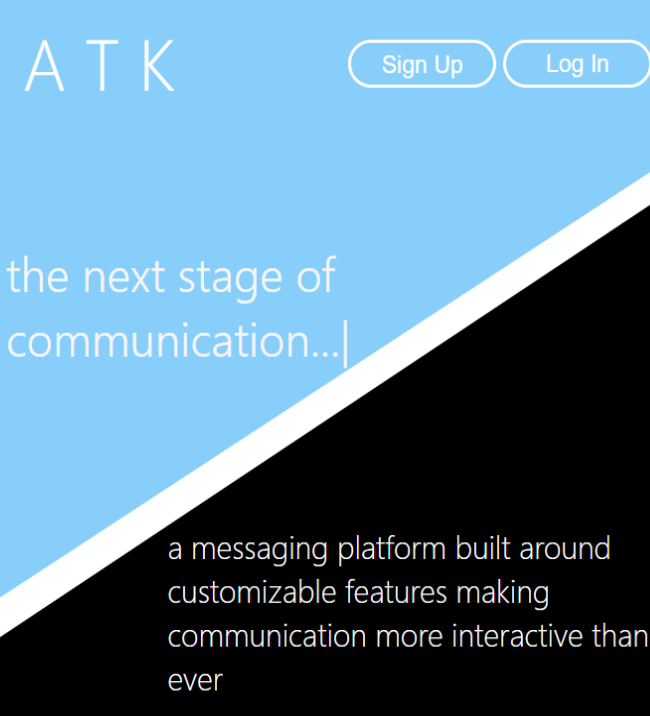 A T K
Sign Up
Log In
the next stage of
communication...|
a messaging platform built around
customizable features making
communication more interactive than
ever